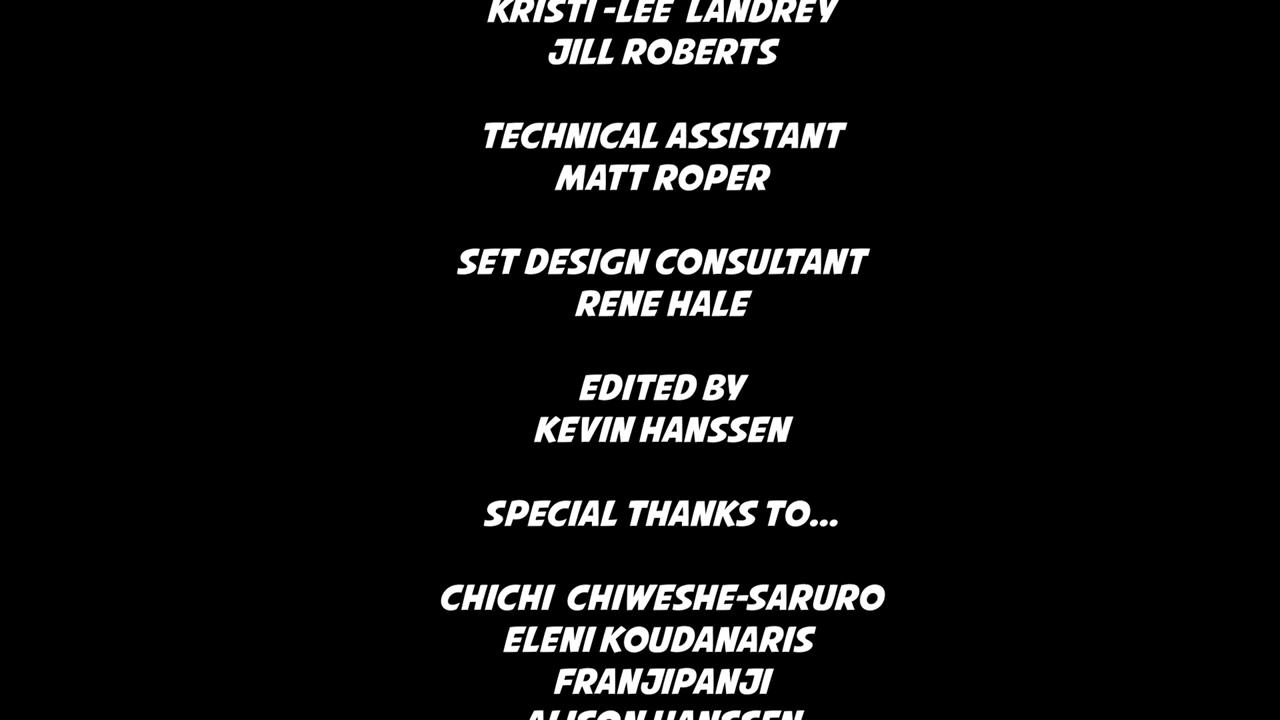 KRISTI -LEE LANDREY
JILL ROBERTS
TECHNICAL ASSISTANT
MATT ROPER
SET DESIGN CONSULTANT
RENE HALE
EDITED BY
KEVIN HANSSEN
SPECIAL THANKS TO...
CHICHI CHIWESHE-SARURO
ELENI KOUDANARIS
FRANJIPANJI
ALISON HANSSEN